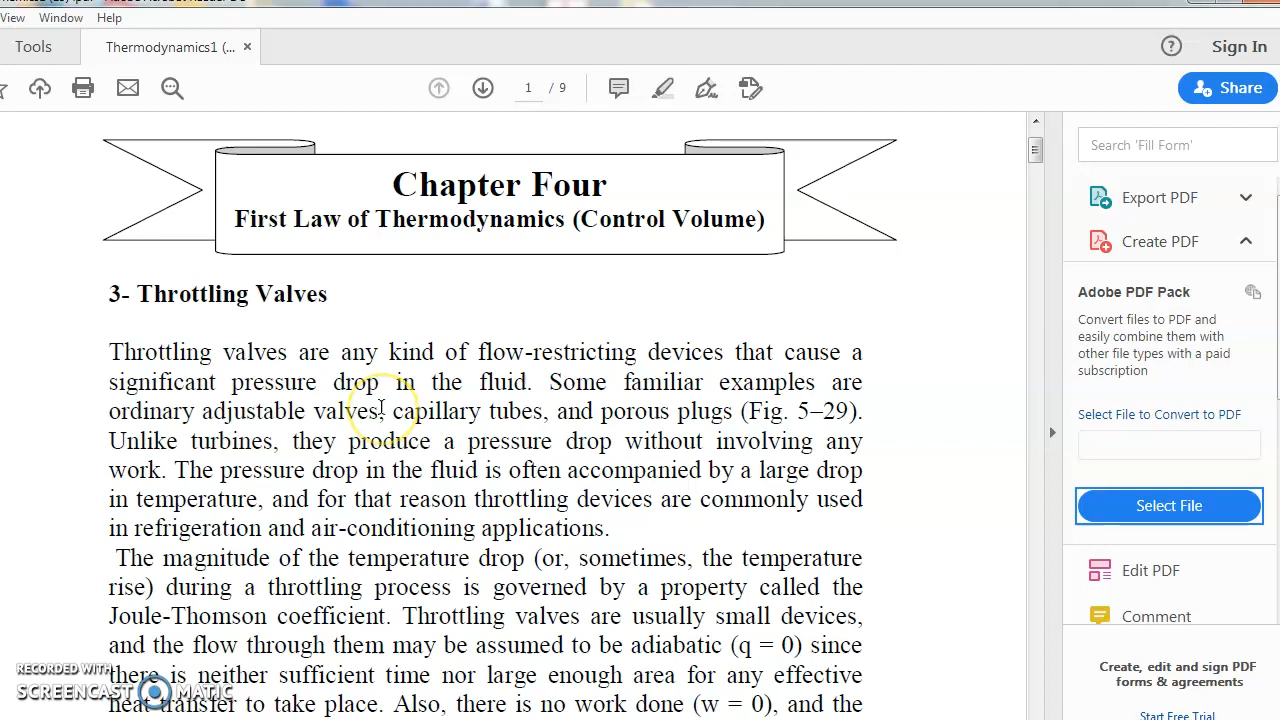 View Window Help
Tools
Thermodynamics1 (... ×
Sign In
1 / 9
Share
Chapter Four
First Law of Thermodynamics (Control Volume)
3- Throttling Valves
Throttling valves are any kind of flow-restricting devices that cause a
significant pressure drop in the fluid. Some familiar examples are
ordinary adjustable valves, capillary tubes, and porous plugs (Fig. 5–29).
Unlike turbines, they produce a pressure drop without involving any
work. The pressure drop in the fluid is often accompanied by a large drop
in temperature, and for that reason throttling devices are commonly used
in refrigeration and air-conditioning applications.
The magnitude of the temperature drop (or, sometimes, the temperature
rise) during a throttling process is governed by a property called the
Joule-Thomson coefficient. Throttling valves are usually small devices,
and the flow through them may be assumed to be adiabatic (q = 0) since
there is neither sufficient time nor large enough area for any effective
heat transfer to take place. Also, there is no work done (w = 0), and the
Search 'Fill Form'
Export PDF
Create PDF
Adobe PDF Pack
Convert files to PDF and
easily combine them with
other file types with a paid
subscription
Select File to Convert to PDF
Select File
Edit PDF
Comment
Create, edit and sign PDF
forms & agreements
Start Free Trial
RECORDED WITH
SCREENCAST MATIC